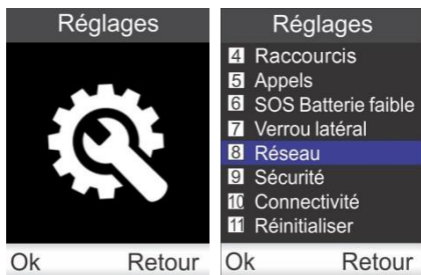 Réglages
Ok Retour
Réglages
4 Raccourcis
5 Appels
6 SOS Batterie faible
7 Verrou latéral
8 Réseau
9 Sécurité
10 Connectivité
11 Réinitialiser
Ok Retour